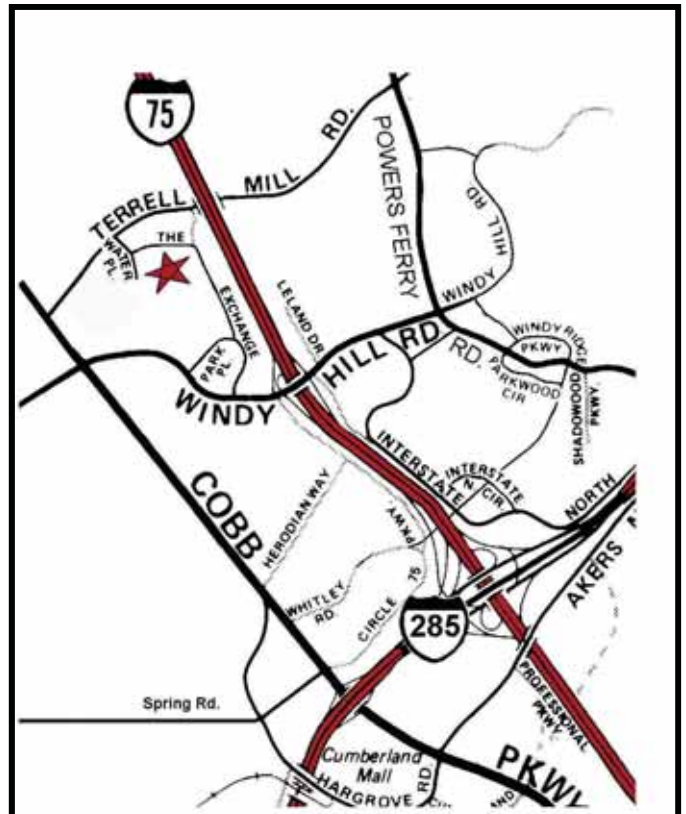 75
TERRELL MILL RD.
POWERS FERRY RD.
HILL RD
WINDY
THE EXCHANGE
WATER PL.
LELAND DR.
PARK PL.
WINDY HILL RD
WINDY RIDGE PKWY
PARKWOOD CIR
SHADOWOOD PKWY.
INTERSTATE NORTH
INTERSTATE N. CIR.
PKWY.
COBB PKWY
HERODIAN WAY
WHITLEY RD.
CIRCLE 75
285
AKERS
Spring Rd.
PROFESSIONAL PKWY
Cumberland Mall
HARGROVE RD.